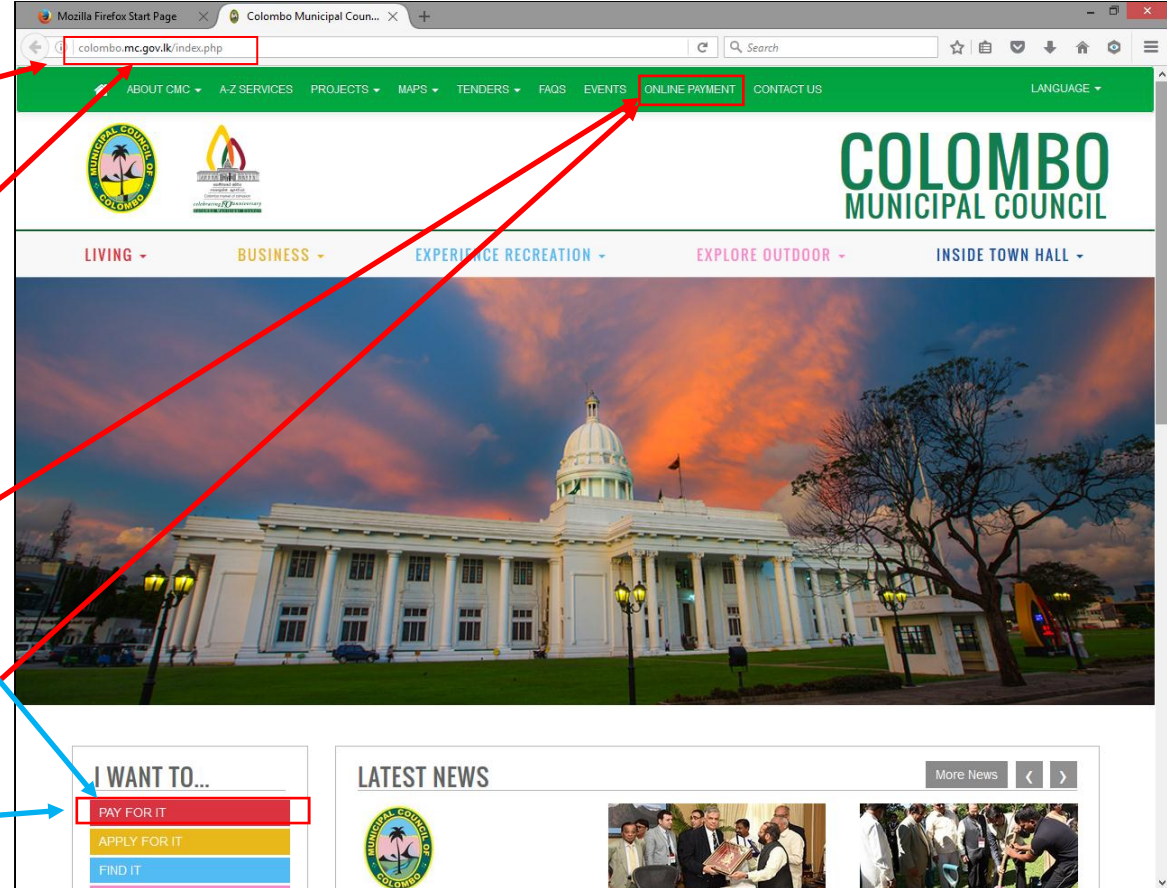 Mozilla Firefox Start Page
Colombo Municipal Coun...
colombo.mc.gov.lk/index.php
Search
ABOUT CMC A-Z SERVICES PROJECTS MAPS TENDERS FAQS EVENTS ONLINE PAYMENT CONTACT US LANGUAGE
MUNICIPAL COUNCIL OF
COLOMBO
COLOMBO
MUNICIPAL COUNCIL
LIVING BUSINESS EXPERIENCE RECREATION EXPLORE OUTDOOR INSIDE TOWN HALL
I WANT TO...
PAY FOR IT
APPLY FOR IT
FIND IT
LATEST NEWS
More News
MUNICIPAL COUNCIL OF
COLOMBO